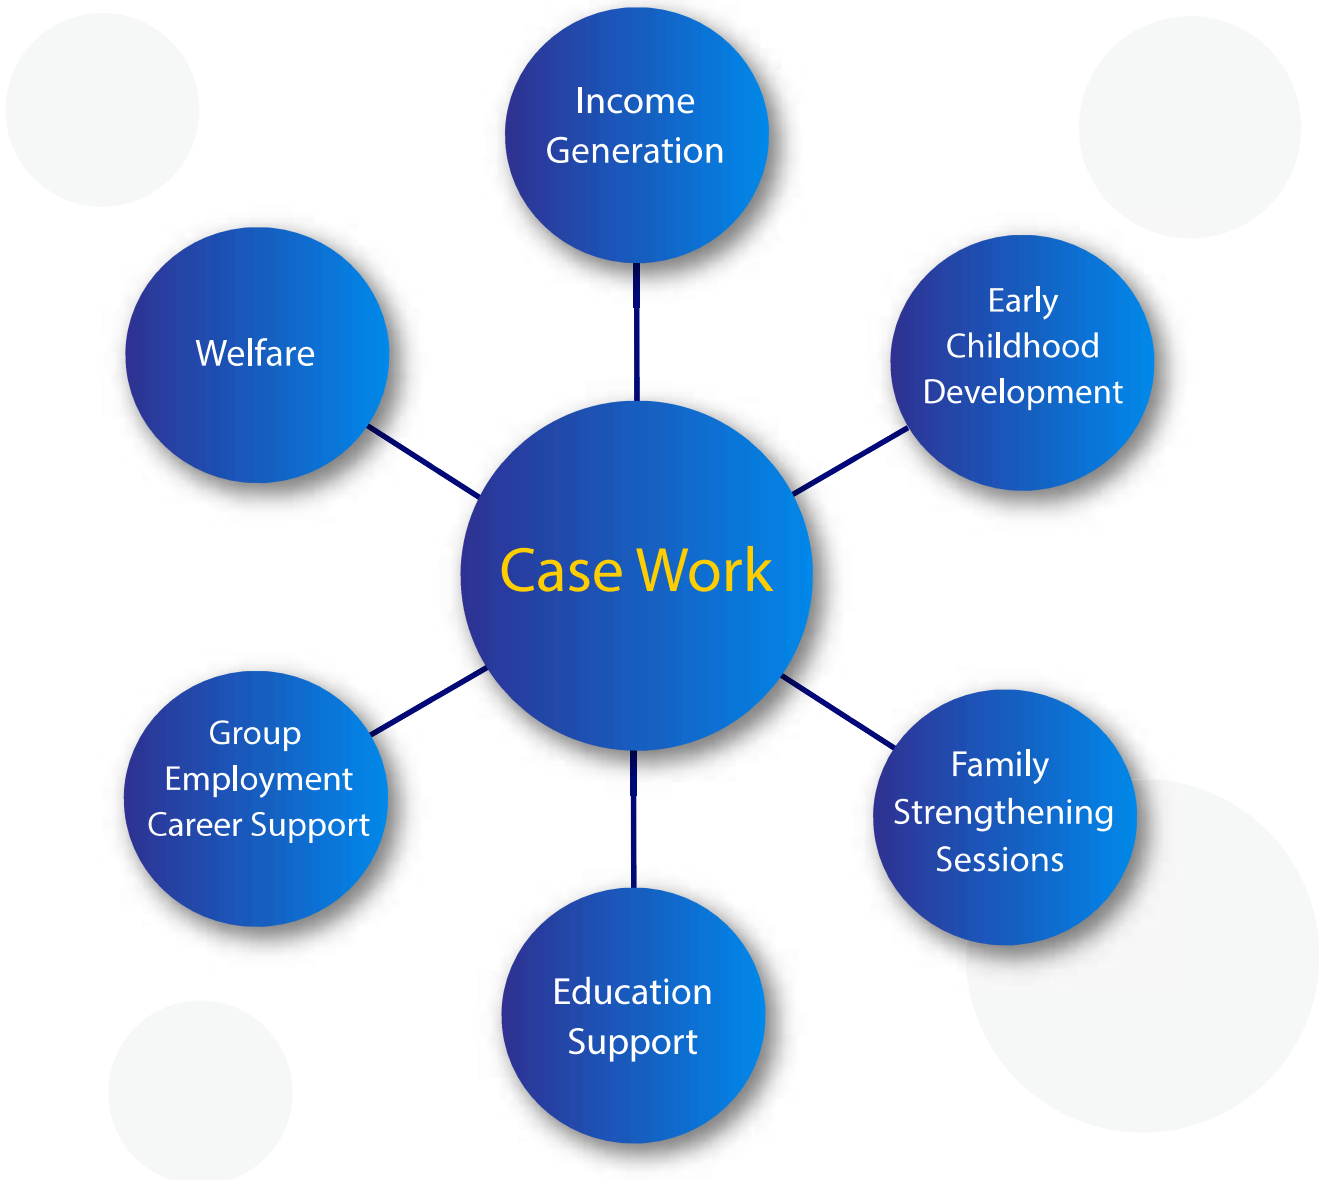 Income
Generation
Early
Childhood
Development
Welfare
Case Work
Group
Employment
Career Support
Family
Strengthening
Sessions
Education
Support